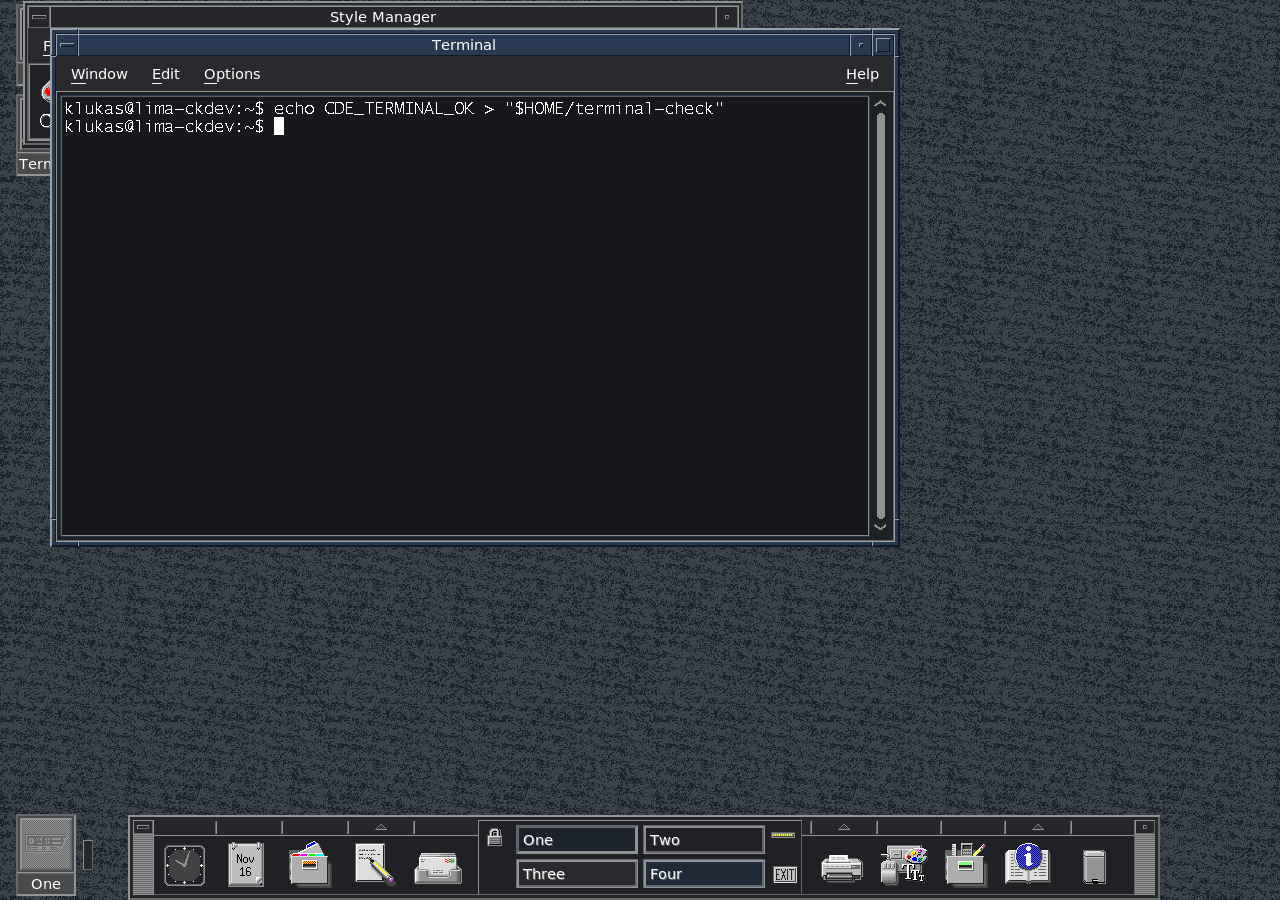 Style Manager
Terminal
Window Edit Options Help
klukas@lima-ckdev:~$ echo CDE_TERMINAL_OK > "$HOME/terminal-check"
klukas@lima-ckdev:~$
Term
One
Nov
16
One Two
Three Four
EXIT